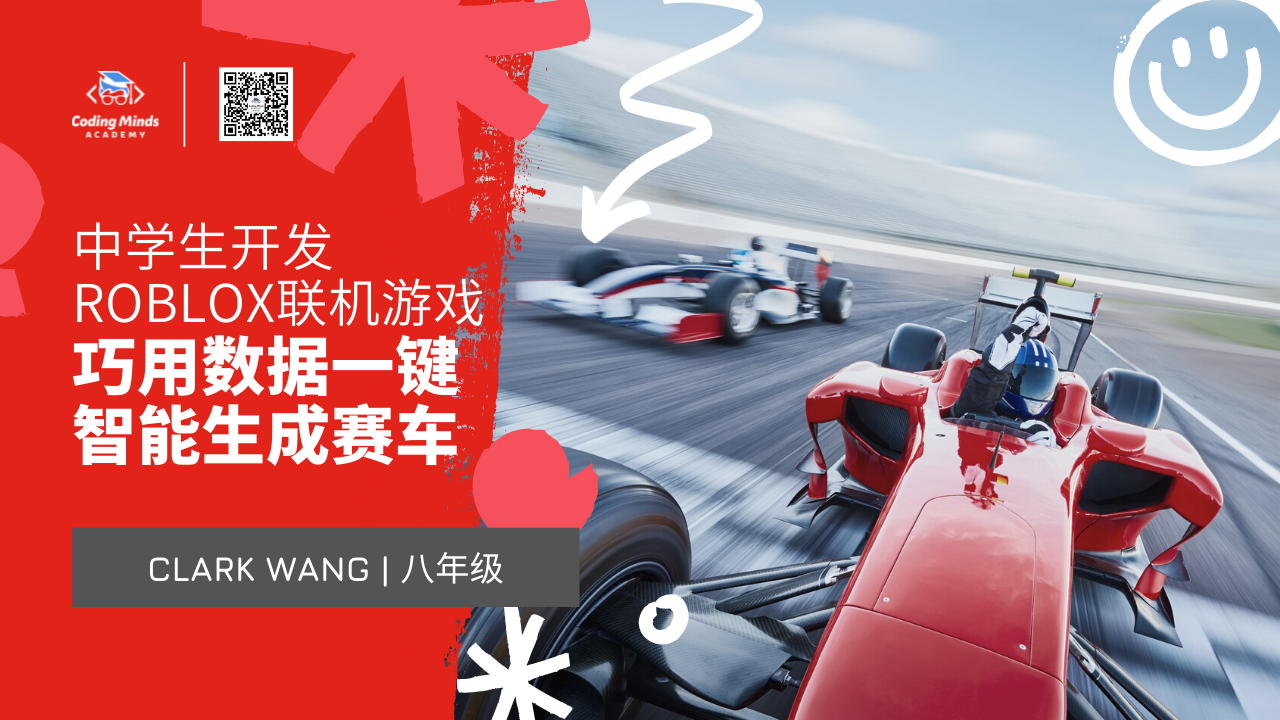 Coding Minds
ACADEMY
中学生开发
ROBLOX联机游戏
巧用数据一键
智能生成赛车
CLARK WANG | 八年级